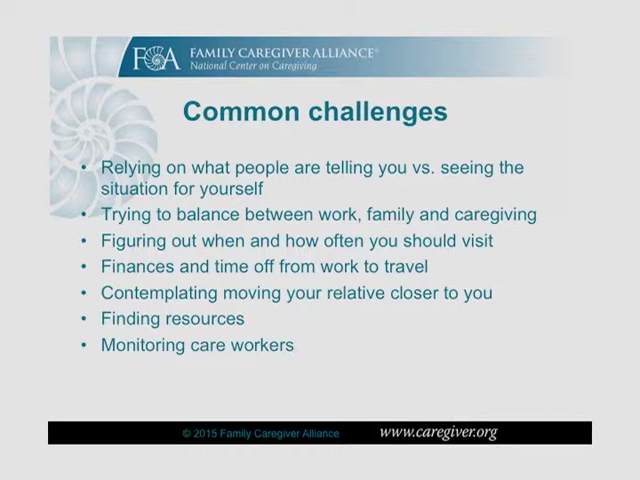 FCA FAMILY CAREGIVER ALLIANCE®
National Center on Caregiving
Common challenges
• Relying on what people are telling you vs. seeing the
situation for yourself
• Trying to balance between work, family and caregiving
• Figuring out when and how often you should visit
• Finances and time off from work to travel
• Contemplating moving your relative closer to you
• Finding resources
• Monitoring care workers
© 2015 Family Caregiver Alliance www.caregiver.org